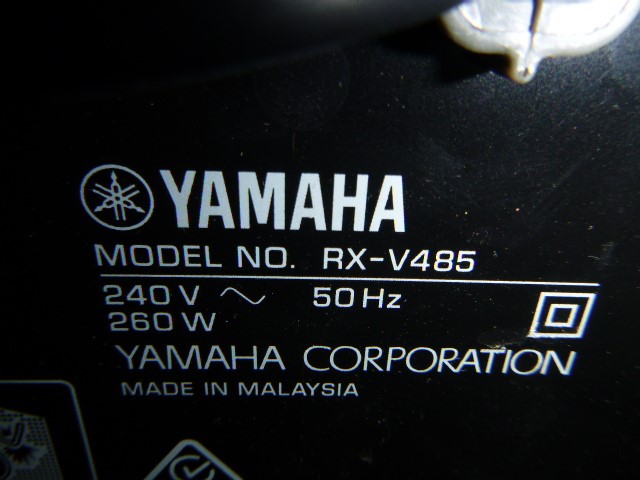 YAMAHA
MODEL NO. RX-V485
240 V ~ 50 Hz
260 W
YAMAHA CORPORATION
MADE IN MALAYSIA